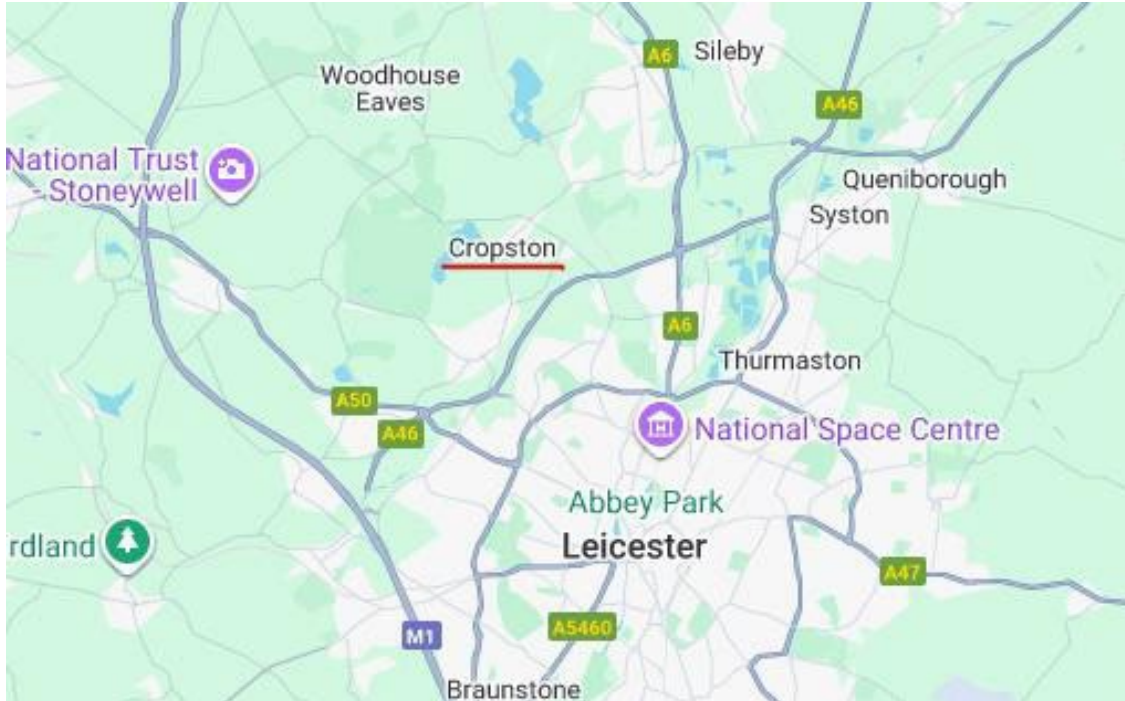 A6
Sileby
Woodhouse
Eaves
A46
National Trust
- Stoneywell
Queniborough
Syston
Cropston
A6
Thurmaston
A50
A46
National Space Centre
Abbey Park
Leicester
rdland
A47
M1
A5460
Braunstone